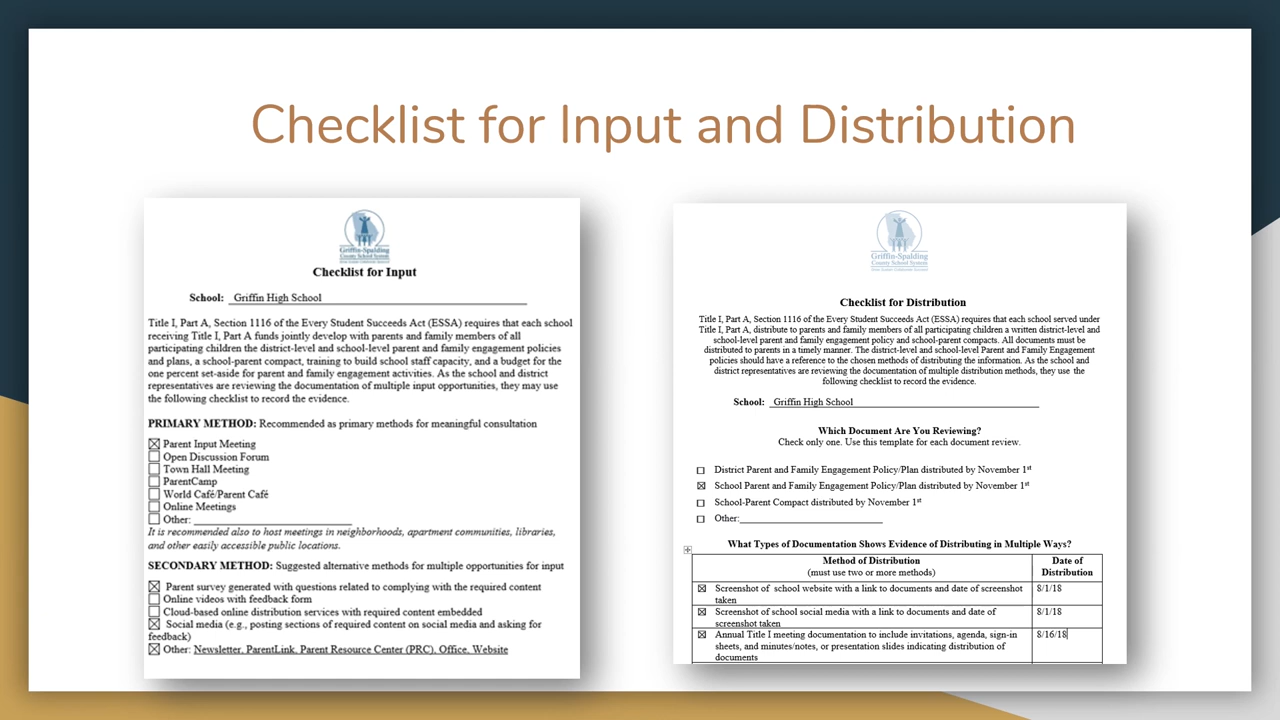 Checklist for Input and Distribution
Griffin-Spalding
County School System
Checklist for Input
School: Griffin High School
Title I, Part A, Section 1116 of the Every Student Succeeds Act (ESSA) requires that each school
receiving Title I, Part A funds jointly develop with parents and family members of all
participating children the district-level and school-level parent and family engagement policies
and plans, a school-parent compact, training to build school staff capacity, and a budget for the
one percent set-aside for parent and family engagement activities. As the school and district
representatives are reviewing the documentation of multiple input opportunities, they may use
the following checklist to record the evidence.
PRIMARY METHOD: Recommended as primary methods for meaningful consultation
☒ Parent Input Meeting
☐ Open Discussion Forum
☐ Town Hall Meeting
☐ ParentCamp
☐ World Café/Parent Café
☐ Online Meetings
☐ Other: ____________________
It is recommended also to host meetings in neighborhoods, apartment communities, libraries,
and other easily accessible public locations.
SECONDARY METHOD: Suggested alternative methods for multiple opportunities for input
☒ Parent survey generated with questions related to complying with the required content
☐ Online videos with feedback form
☐ Cloud-based online distribution services with required content embedded
☒ Social media (e.g., posting sections of required content on social media and asking for
feedback)
☒ Other: Newsletter, ParentLink, Parent Resource Center (PRC), Office, Website
Griffin-Spalding
County School System
Checklist for Distribution
Title I, Part A, Section 1116 of the Every Student Succeeds Act (ESSA) requires that each school served under
Title I, Part A, distribute to parents and family members of all participating children a written district-level and
school-level parent and family engagement policy and school-parent compacts. All documents must be
distributed to parents in a timely manner. The district-level and school-level Parent and Family Engagement
policies should have a reference to the chosen methods of distributing the information. As the school and
district representatives are reviewing the documentation of multiple distribution methods, they use the
following checklist to record the evidence.
School: Griffin High School
Which Document Are You Reviewing?
Check only one. Use this template for each document review.
☐ District Parent and Family Engagement Policy/Plan distributed by November 1st
☒ School Parent and Family Engagement Policy/Plan distributed by November 1st
☐ School-Parent Compact distributed by November 1st
☐ Other:____________________
What Types of Documentation Shows Evidence of Distributing in Multiple Ways?
Method of Distribution
(must use two or more methods)
Date of
Distribution
☒ Screenshot of school website with a link to documents and date of screenshot
taken
8/1/18
☒ Screenshot of school social media with a link to documents and date of
screenshot taken
8/1/18
☒ Annual Title I meeting documentation to include invitations, agenda, sign-in
sheets, and minutes/notes, or presentation slides indicating distribution of
documents
8/16/18